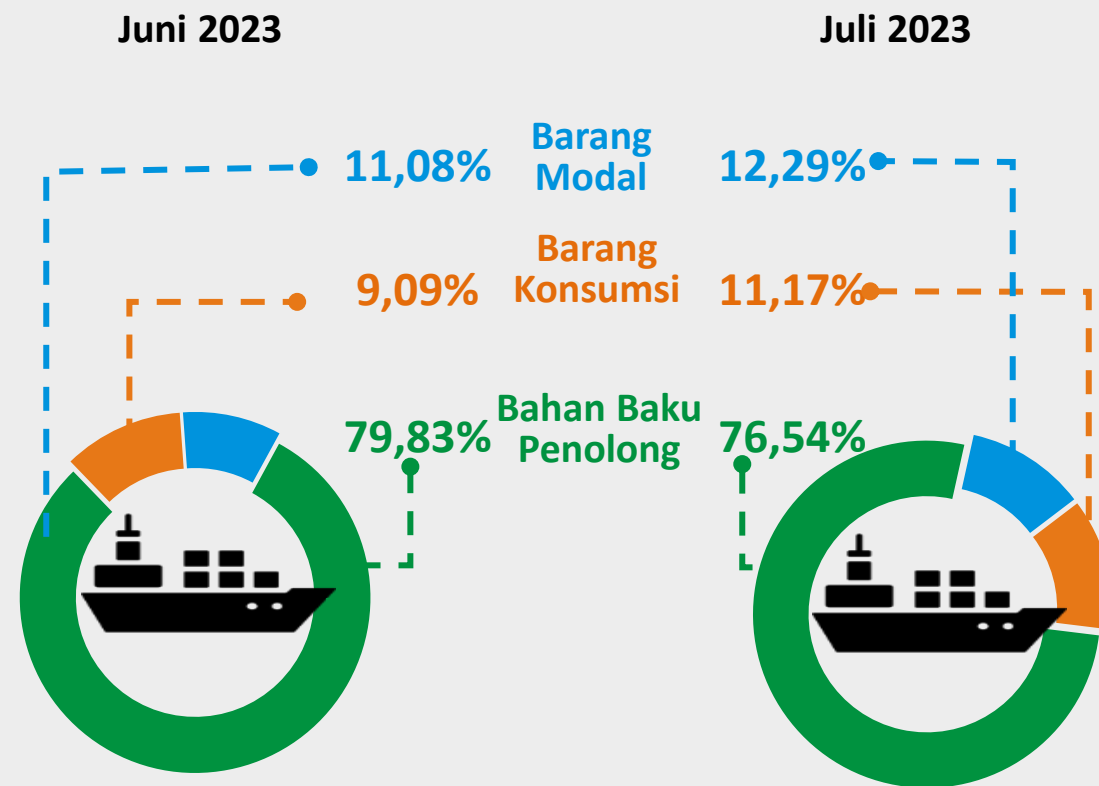 Juni 2023
Juli 2023
11,08%
Barang
Modal
12,29%
9,09%
Barang
Konsumsi
11,17%
79,83%
Bahan Baku
Penolong
76,54%